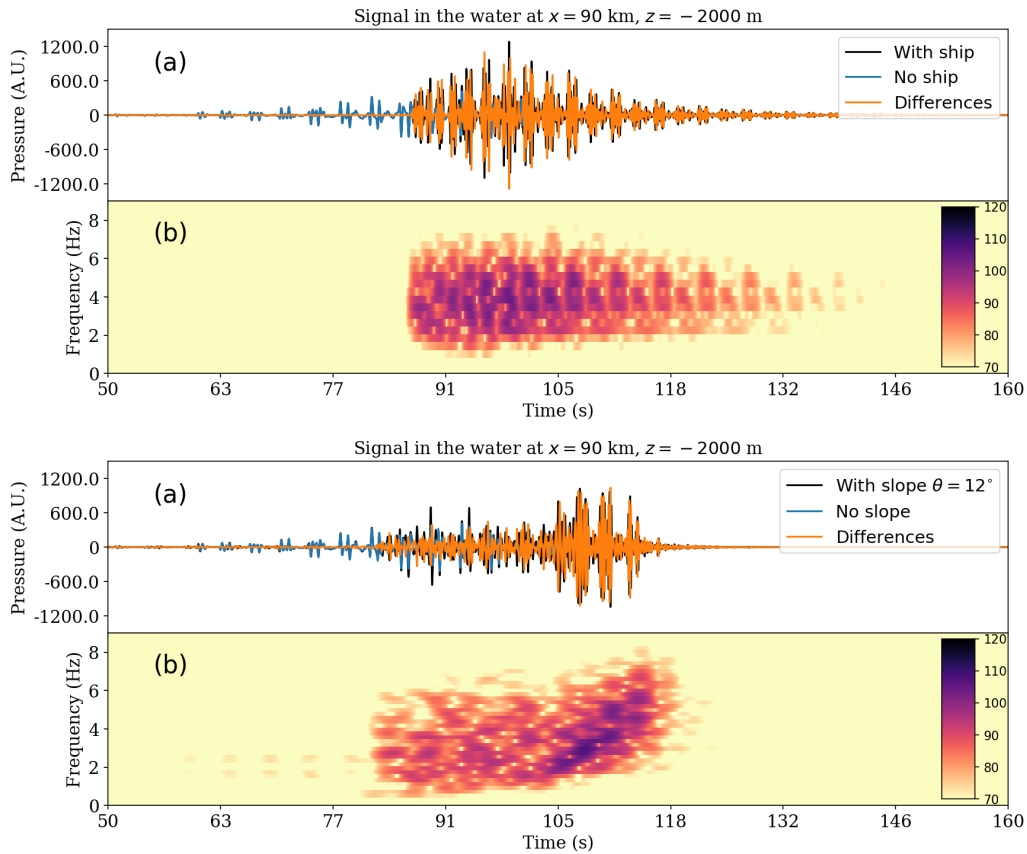 Signal in the water at x = 90 km, z = −2000 m
(a)
With ship
No ship
Differences
Pressure (A.U.)
1200.0
600.0
0
-600.0
-1200.0
(b)
Frequency (Hz)
8
6
4
2
0
120
110
100
90
80
70
50 63 77 91 105 118 132 146 160
Time (s)
Signal in the water at x = 90 km, z = −2000 m
(a)
With slope θ = 12°
No slope
Differences
Pressure (A.U.)
1200.0
600.0
0
-600.0
-1200.0
(b)
Frequency (Hz)
8
6
4
2
0
120
110
100
90
80
70
50 63 77 91 105 118 132 146 160
Time (s)